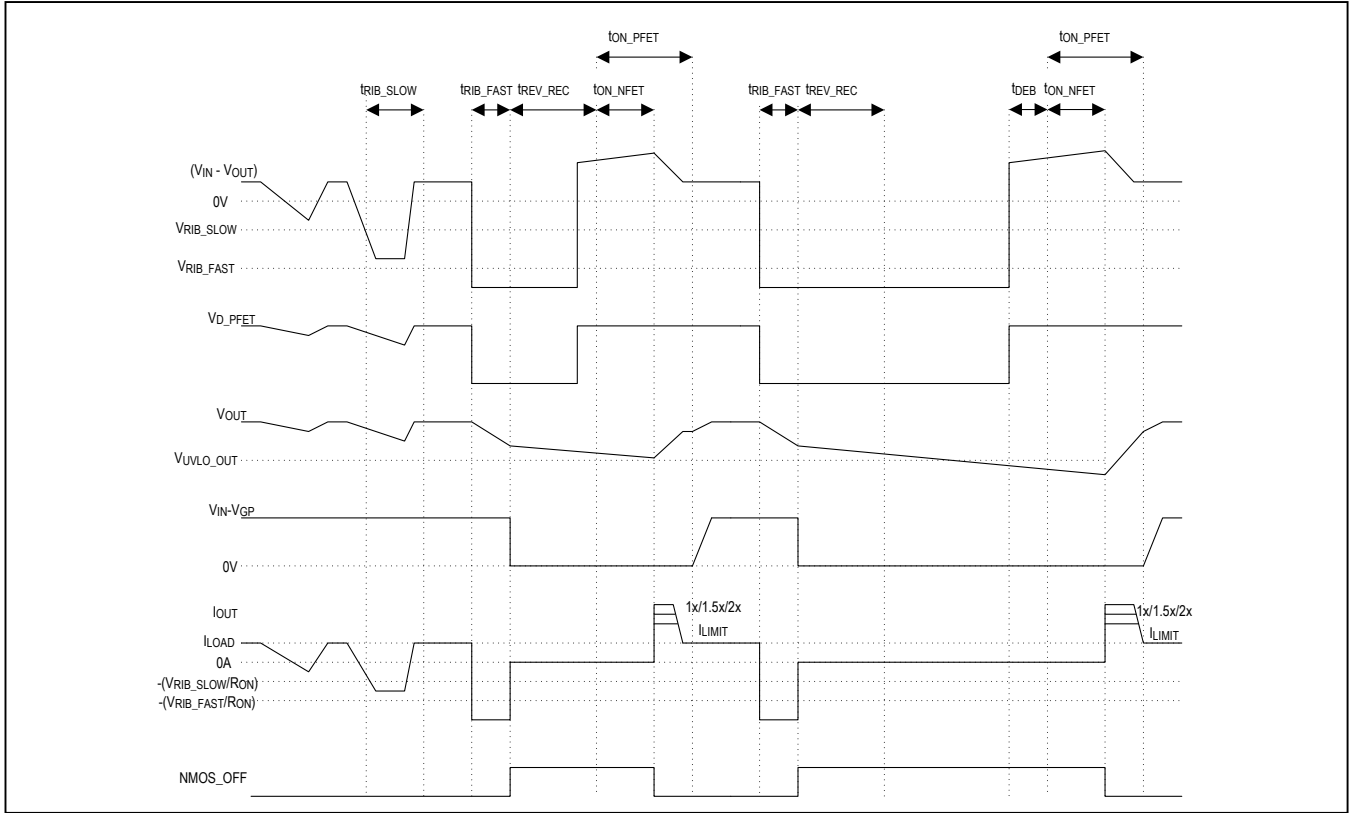 tON_PFET tON_PFET
tRIB_SLOW tRIB_FAST tREV_REC tON_NFET tRIB_FAST tREV_REC tDEB tON_NFET
(VIN - VOUT)
0V
VRIB_SLOW
VRIB_FAST
VD_PFET
VOUT
VUVLO_OUT
VIN-VGP
0V
IOUT 1x/1.5x/2x 1x/1.5x/2x
ILIMIT ILIMIT
ILOAD
0A
-(VRIB_SLOW/RON)
-(VRIB_FAST/RON)
NMOS_OFF